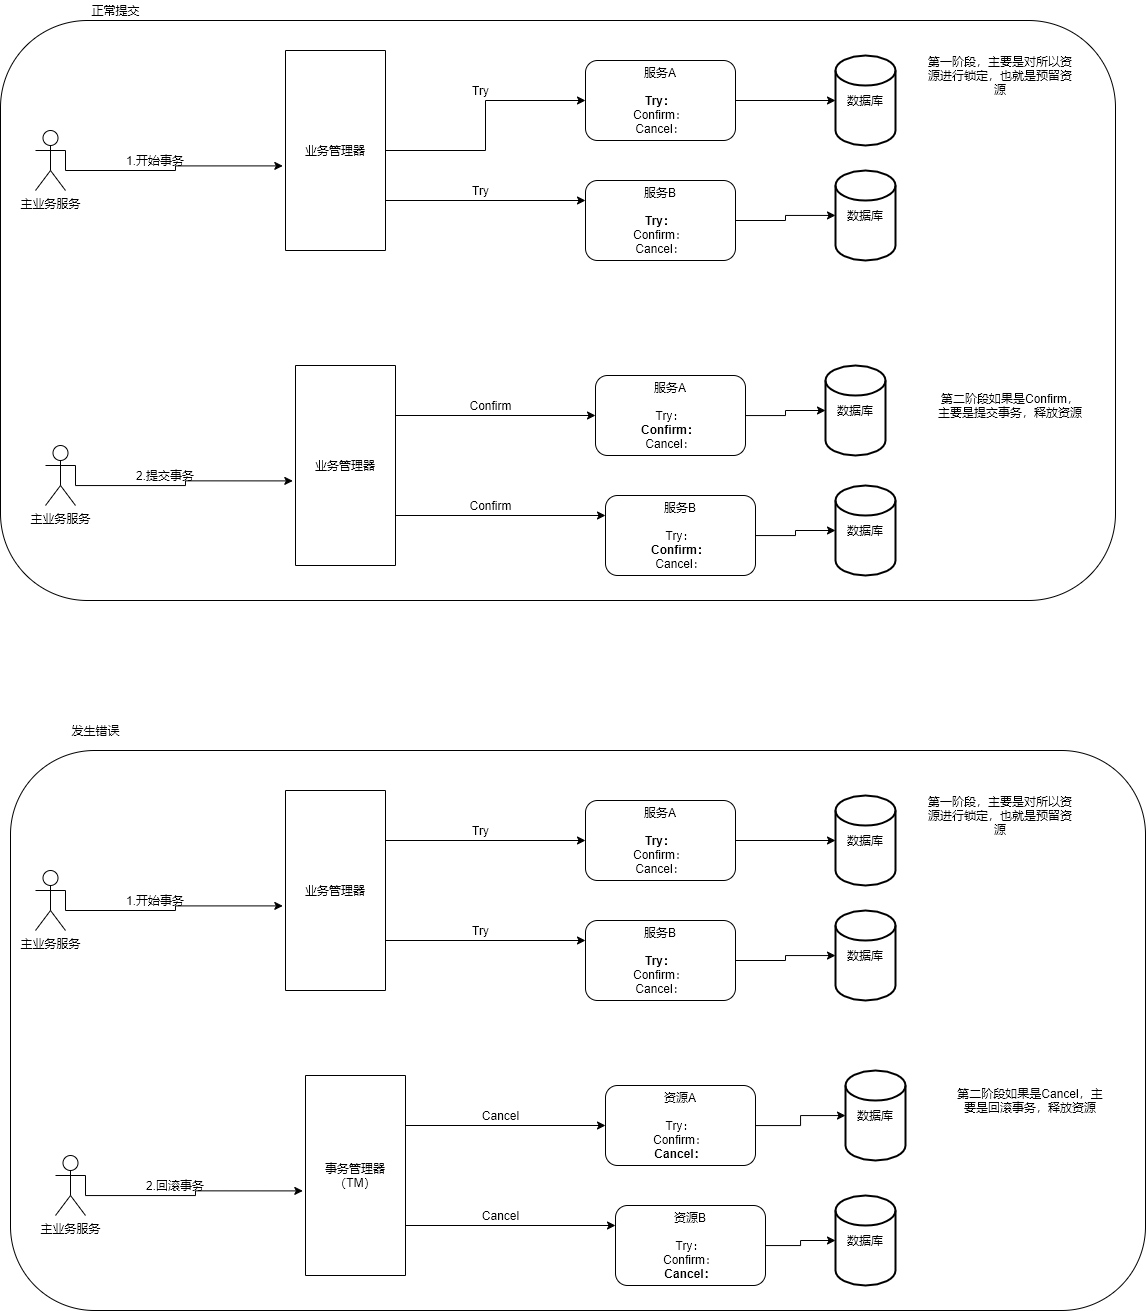 正常提交
第一阶段，主要是对所以资
源进行锁定，也就是预留资
源
服务A
Try：
Confirm：
Cancel：
数据库
Try
1.开始事务
业务管理器
主业务服务
Try
服务B
Try：
Confirm：
Cancel：
数据库
第二阶段如果是Confirm，
主要是提交事务，释放资源
Confirm
服务A
Try：
Confirm：
Cancel：
数据库
2.提交事务
业务管理器
主业务服务
Confirm
服务B
Try：
Confirm：
Cancel：
数据库
发生错误
第一阶段，主要是对所以资
源进行锁定，也就是预留资
源
Try
服务A
Try：
Confirm：
Cancel：
数据库
1.开始事务
业务管理器
主业务服务
Try
服务B
Try：
Confirm：
Cancel：
数据库
第二阶段如果是Cancel，主
要是回滚事务，释放资源
Cancel
资源A
Try：
Confirm：
Cancel：
数据库
2.回滚事务
事务管理器
（TM）
主业务服务
Cancel
资源B
Try：
Confirm：
Cancel：
数据库